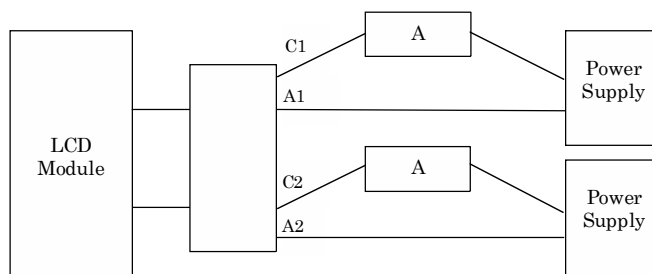 LCD
Module
C1
A
A1
Power
Supply
C2
A
A2
Power
Supply